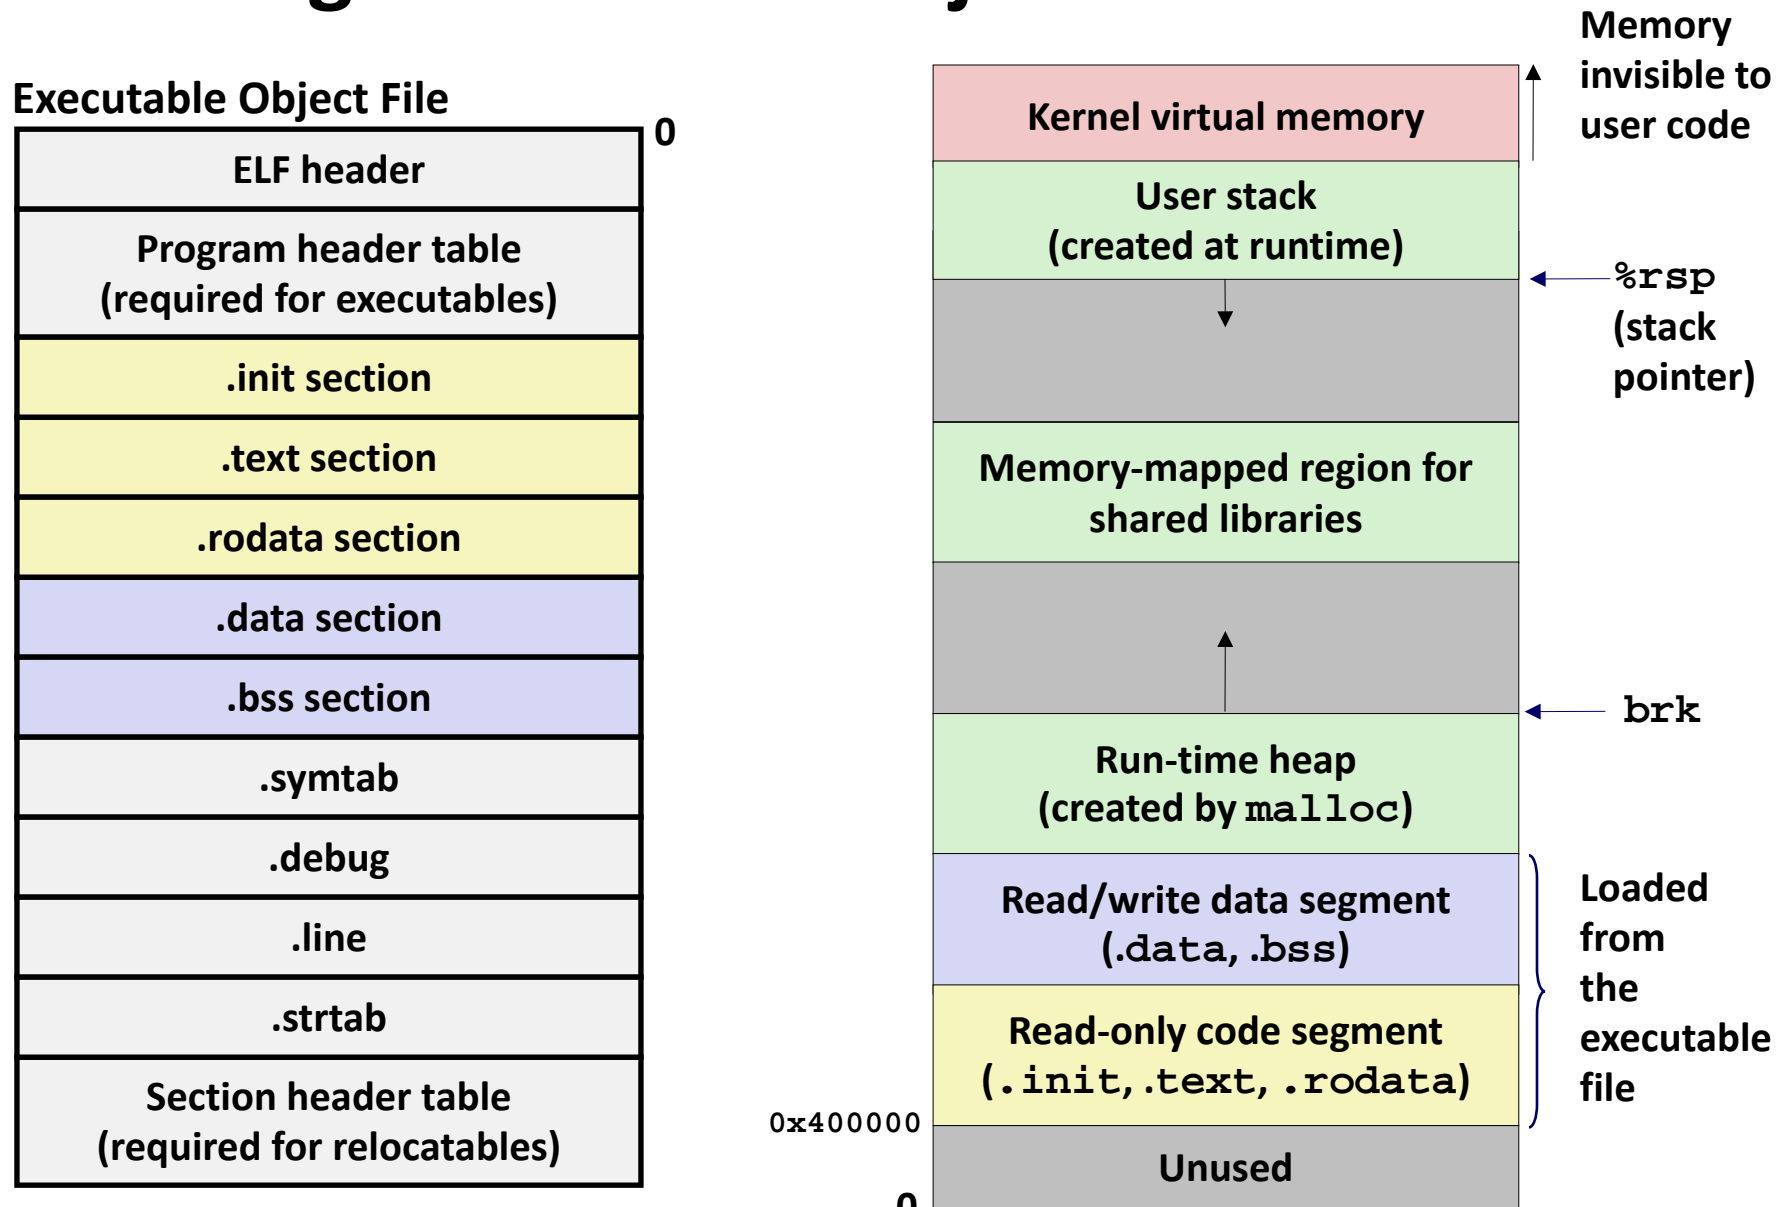 Executable Object File
0
ELF header
Program header table
(required for executables)
.init section
.text section
.rodata section
.data section
.bss section
.symtab
.debug
.line
.strtab
Section header table
(required for relocatables)
Memory
invisible to
user code
Kernel virtual memory
User stack
(created at runtime)
%rsp
(stack
pointer)
Memory-mapped region for
shared libraries
brk
Run-time heap
(created by malloc)
Read/write data segment
(.data, .bss)
Loaded
from
the
executable
file
Read-only code segment
(.init, .text, .rodata)
0x400000
Unused
0